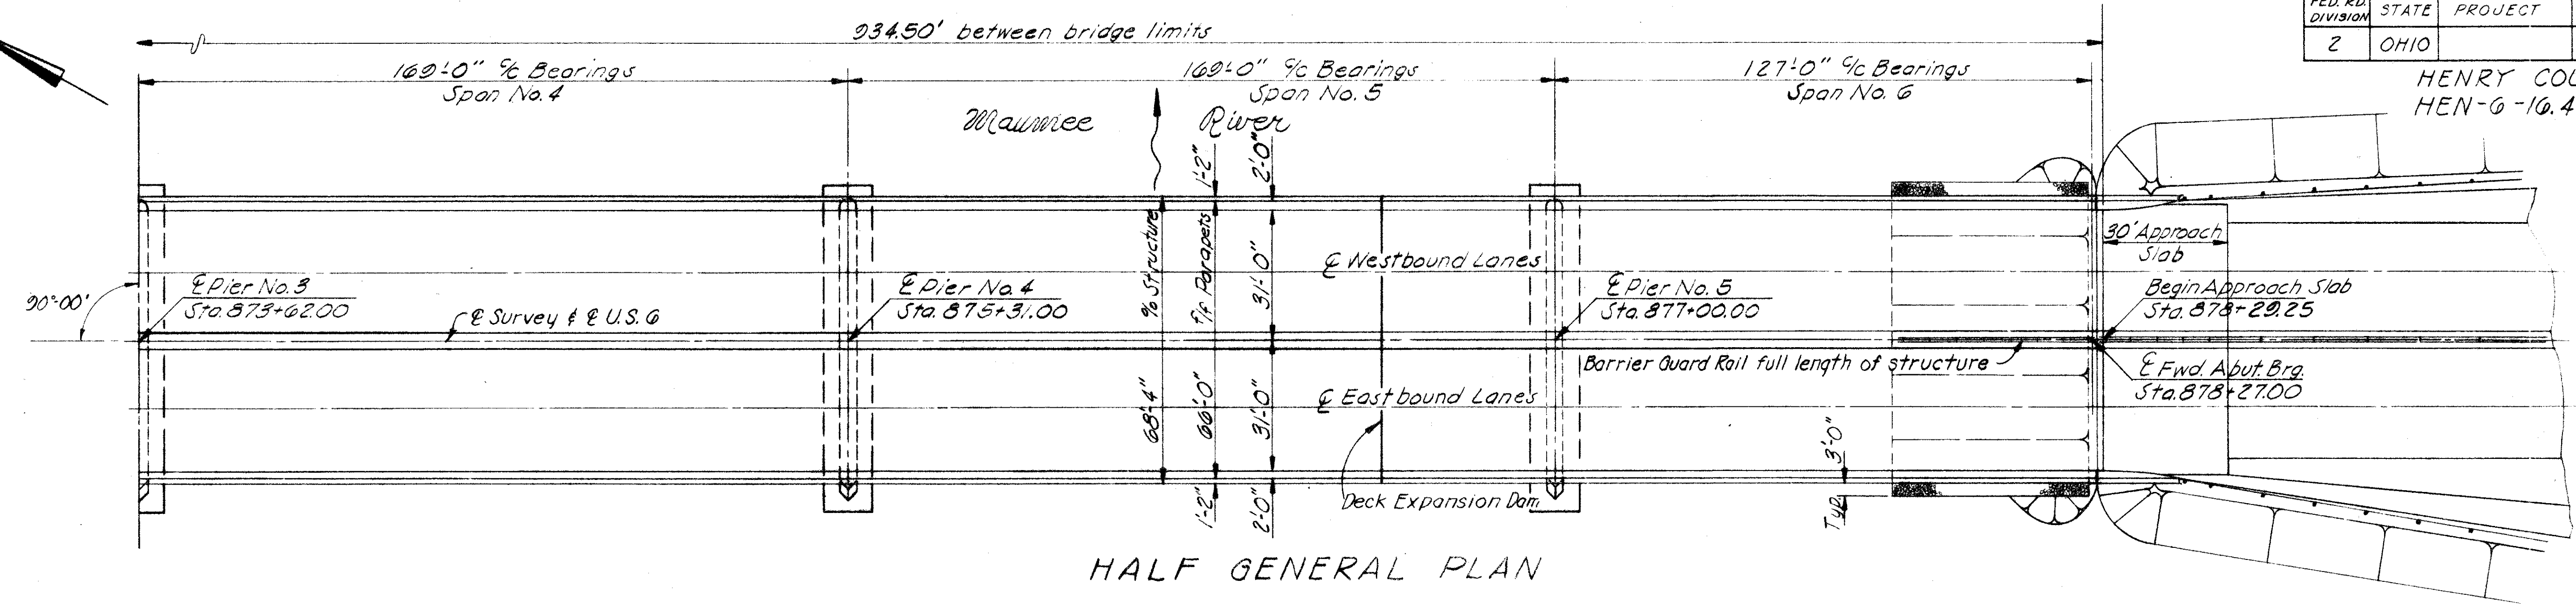 FED. RD. DIVISION STATE PROJECT
2 OHIO
HENRY COU
HEN-6-16.4
934.50' between bridge limits
169'-0" c/c Bearings
Span No. 4
169'-0" c/c Bearings
Span No. 5
127'-0" c/c Bearings
Span No. 6
Maumee River
1'-2"
2'-0"
o/o Structure
f/f Parapets
31'-0"
℄ Westbound Lanes
30' Approach
Slab
90°-00'
℄ Pier No. 3
Sta. 873+62.00
℄ Survey & ℄ U.S. 6
℄ Pier No. 4
Sta. 875+31.00
℄ Pier No. 5
Sta. 877+00.00
Begin Approach Slab
Sta. 878+29.25
Barrier Guard Rail full length of structure
℄ Fwd. Abut. Brg.
Sta. 878+27.00
68'-4"
66'-0"
31'-0"
℄ Eastbound Lanes
3'-0"
Typ.
1'-2"
2'-0"
Deck Expansion Dam
HALF GENERAL PLAN